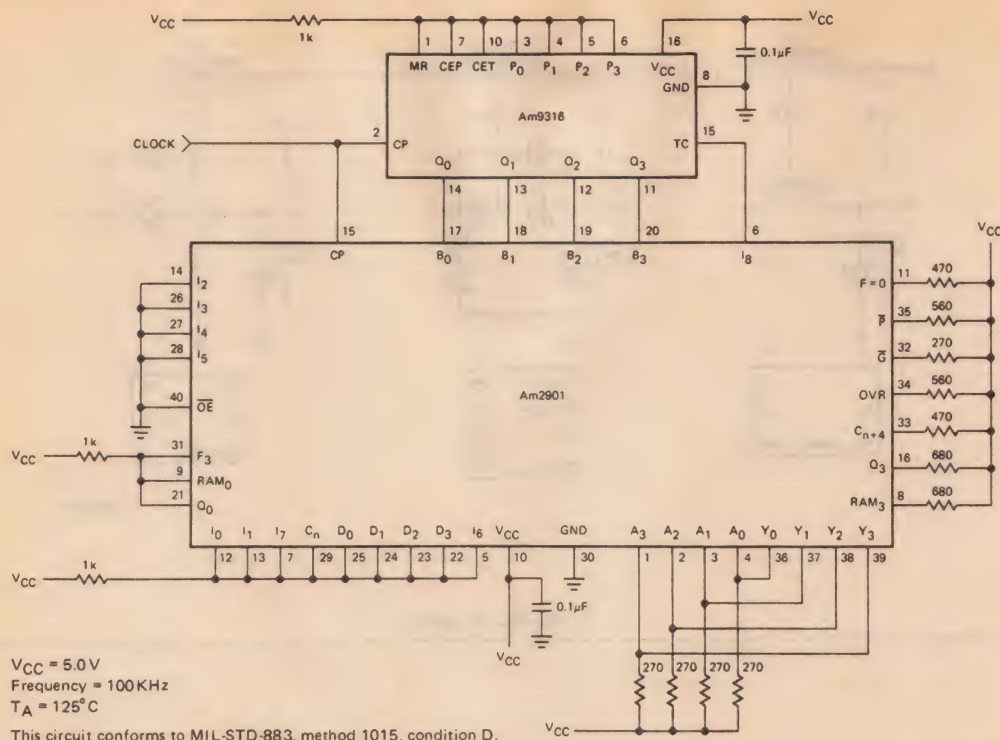 VCC 1k VCC
1 7 10 3 4 5 6 16 0.1μF
MR CEP CET P0 P1 P2 P3 VCC 8
GND
Am9316
CLOCK 2 CP TC 15
Q0 Q1 Q2 Q3
14 13 12 11
15 17 18 19 20 6 VCC
CP B0 B1 B2 B3 I8
14 I2 F=0 11 470
26 I3 P̅ 35 560
27 I4 G̅ 32 270
28 I5 Am2901 OVR 34 560
40 O̅E̅ Cn+4 33 470
VCC 1k 31 F3 Q3 16 680
9 RAM0 RAM3 8 680
21 Q0
I0 I1 I7 Cn D0 D1 D2 D3 I6 VCC GND A3 A2 A1 A0 Y0 Y1 Y2 Y3
12 13 7 29 25 24 23 22 5 10 30 1 2 3 4 36 37 38 39
VCC 1k
0.1μF
VCC
270 270 270 270
VCC
VCC = 5.0 V
Frequency = 100 KHz
TA = 125°C
This circuit conforms to MIL-STD-883, method 1015, condition D.